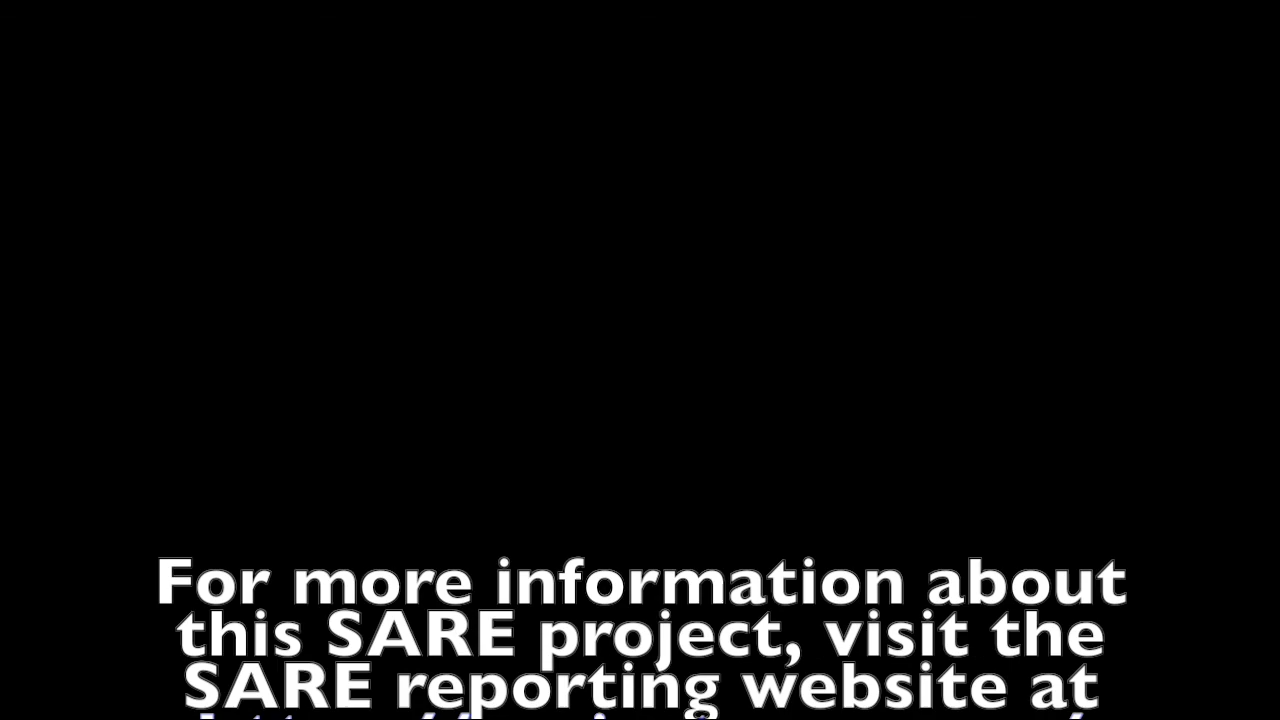 For more information about
this SARE project, visit the
SARE reporting website at